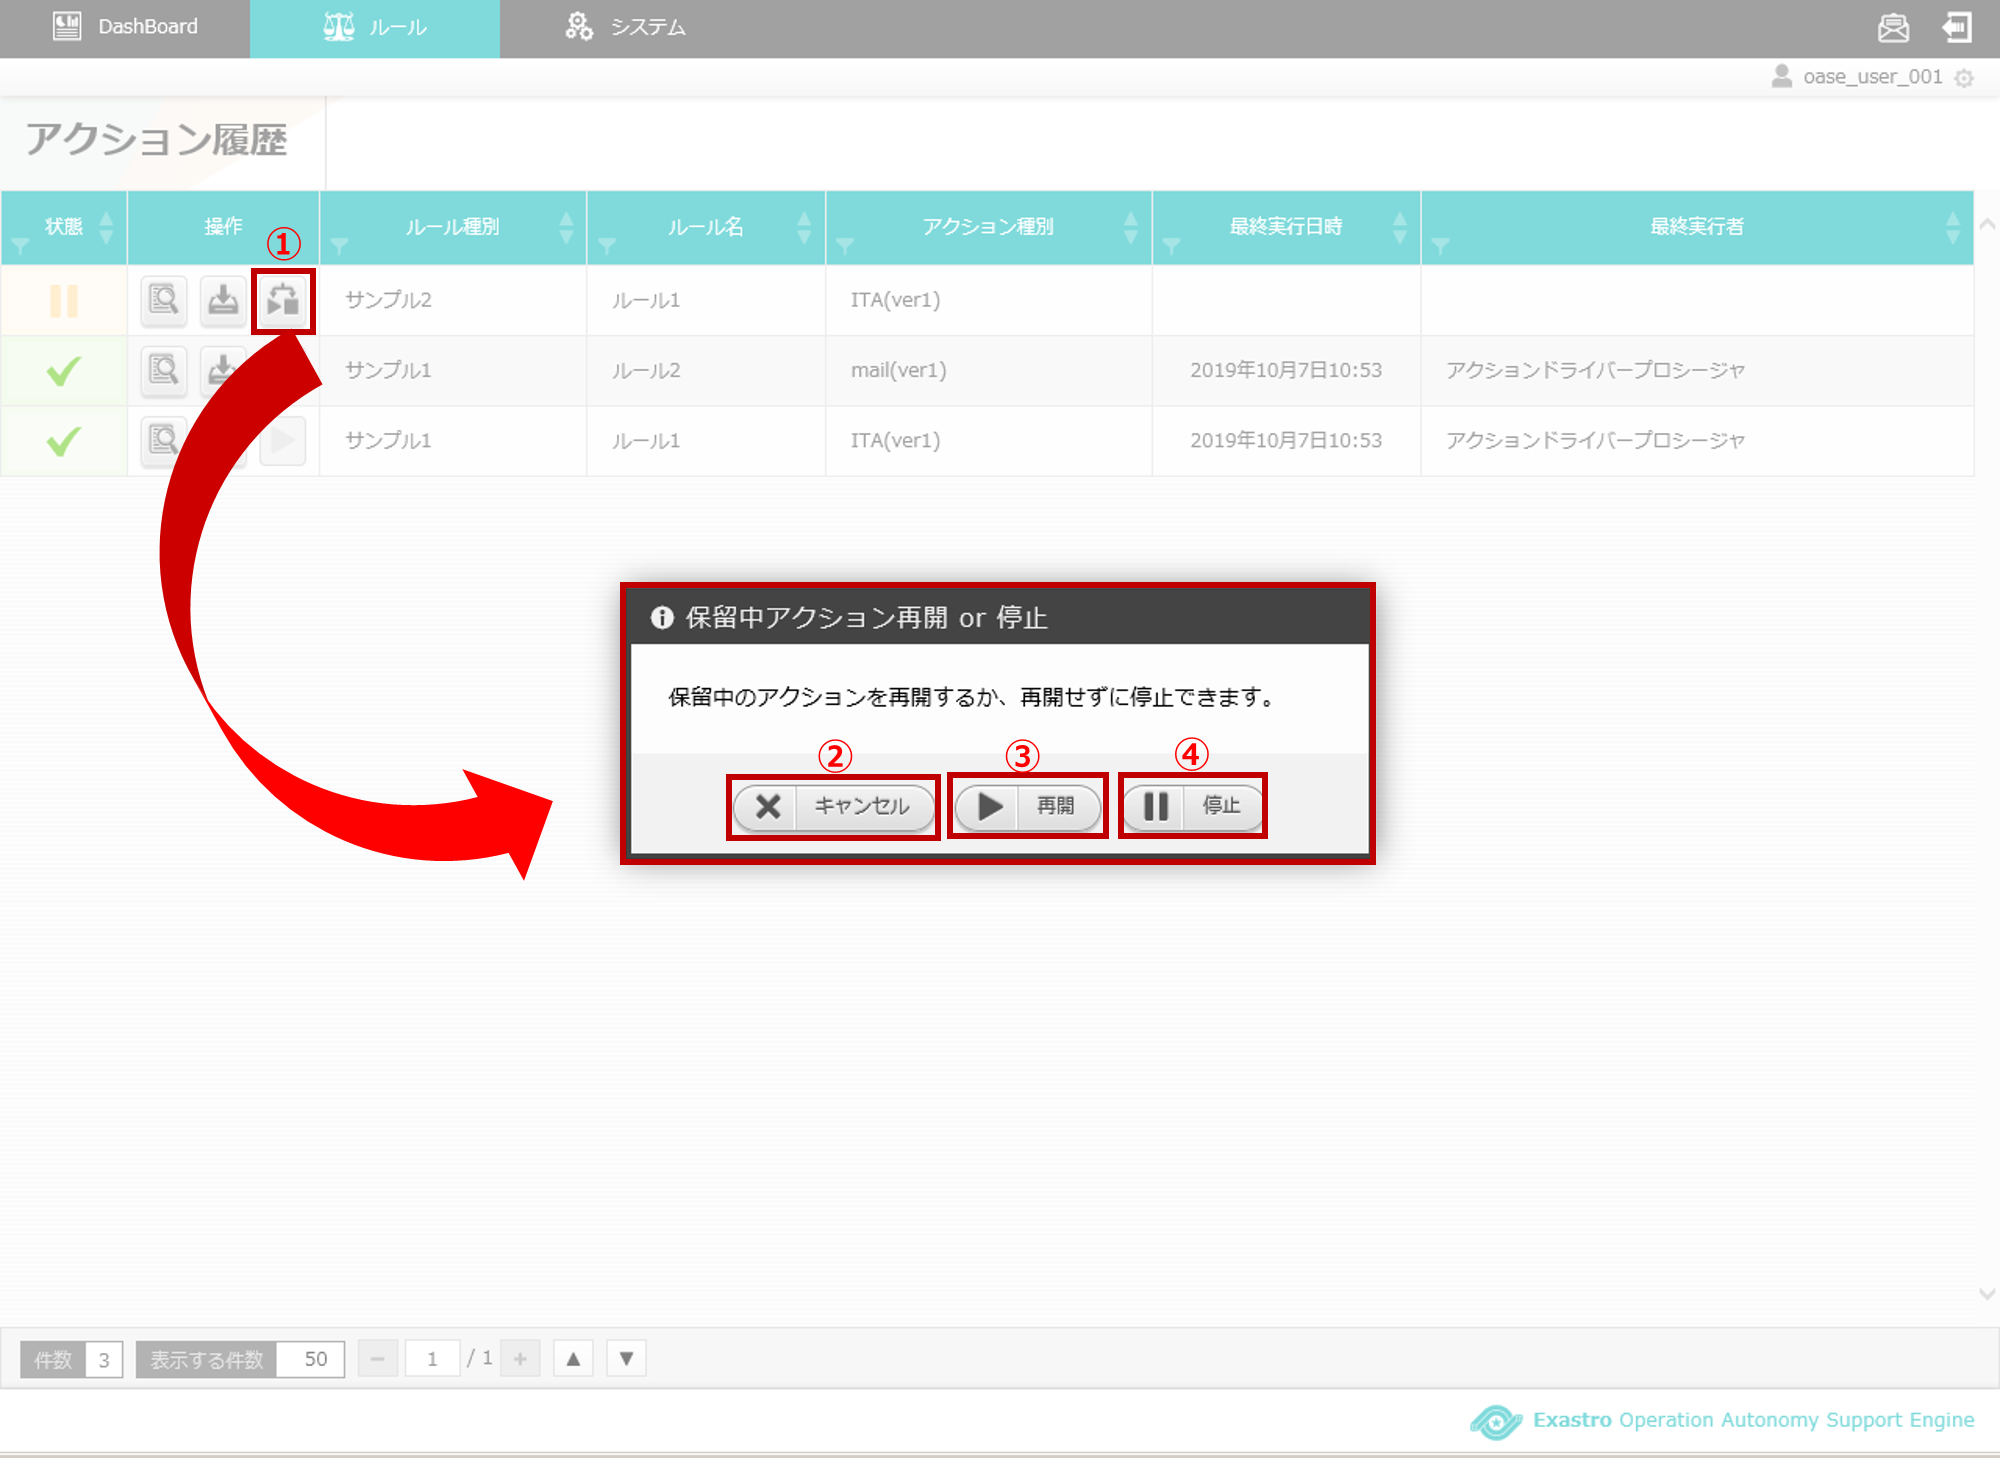 DashBoard ルール システム
oase_user_001
アクション履歴
状態 操作 ルール種別 ルール名 アクション種別 最終実行日時 最終実行者
①
サンプル2 ルール1 ITA(ver1)
サンプル1 ルール2 mail(ver1) 2019年10月7日10:53 アクションドライバープロシージャ
サンプル1 ルール1 ITA(ver1) 2019年10月7日10:53 アクションドライバープロシージャ
保留中アクション再開 or 停止
保留中のアクションを再開するか、再開せずに停止できます。
② ③ ④
キャンセル 再開 停止
件数 3 表示する件数 50 − 1 / 1 + ▲ ▼
Exastro Operation Autonomy Support Engine